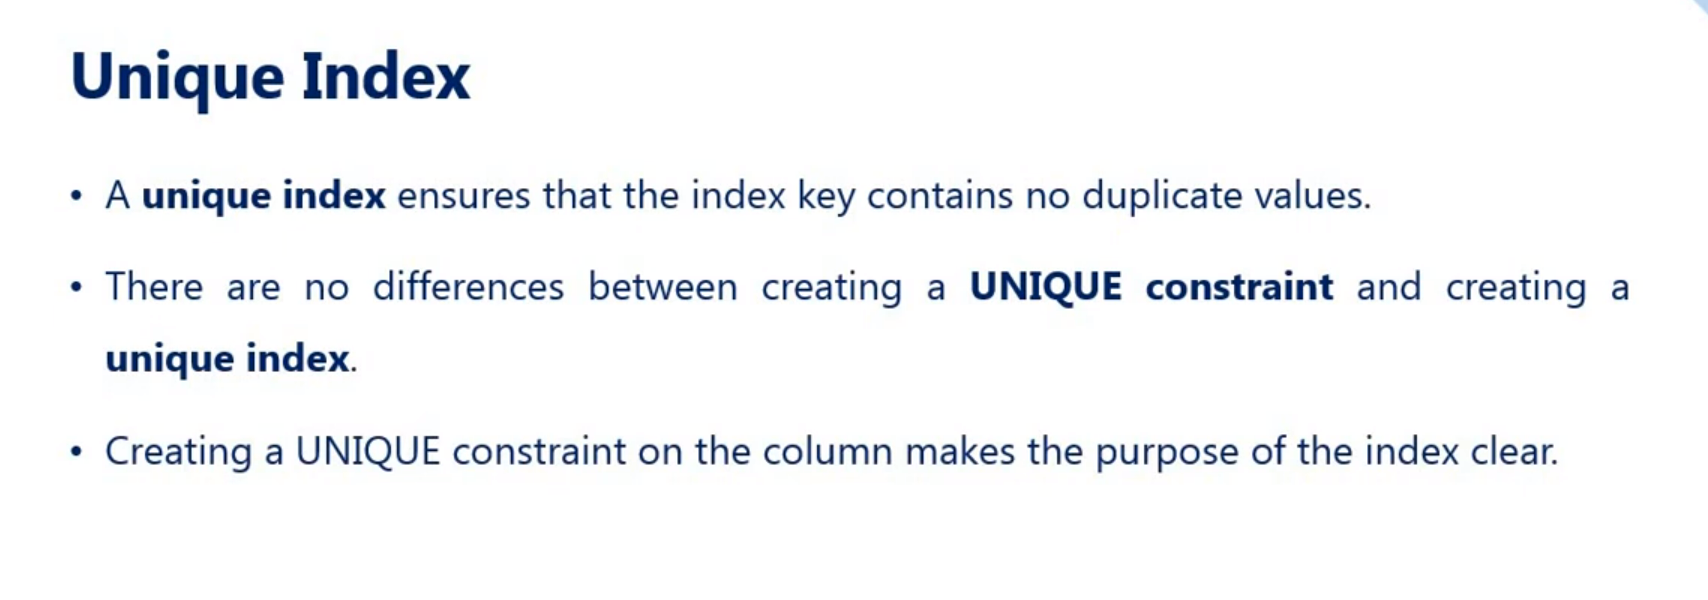 Unique Index
• A unique index ensures that the index key contains no duplicate values.
• There are no differences between creating a UNIQUE constraint and creating a
unique index.
• Creating a UNIQUE constraint on the column makes the purpose of the index clear.